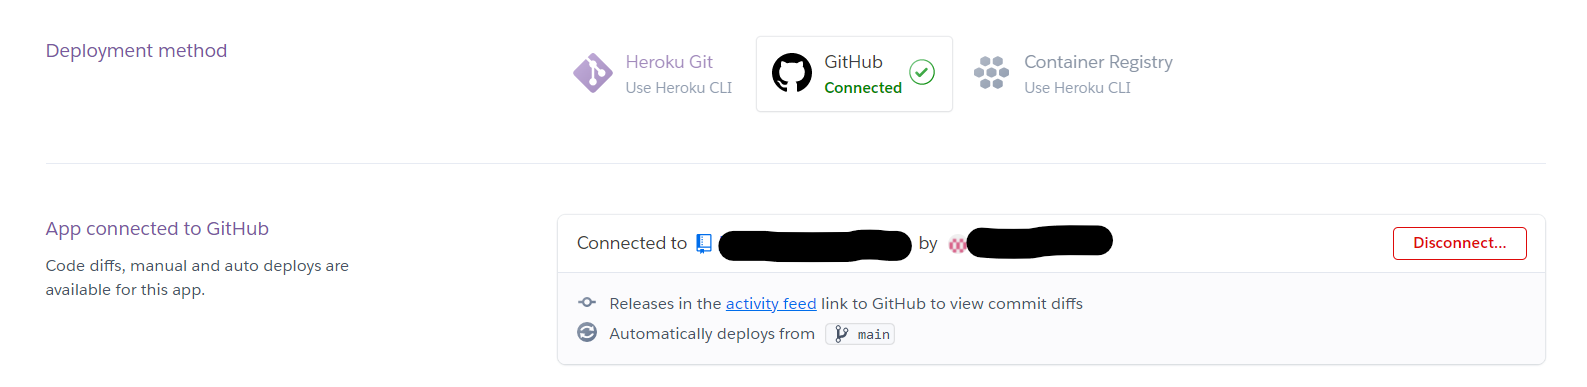 Deployment method
Heroku Git
Use Heroku CLI
GitHub
Connected
Container Registry
Use Heroku CLI
App connected to GitHub
Code diffs, manual and auto deploys are
available for this app.
Connected to by
Disconnect...
Releases in the activity feed link to GitHub to view commit diffs
Automatically deploys from main